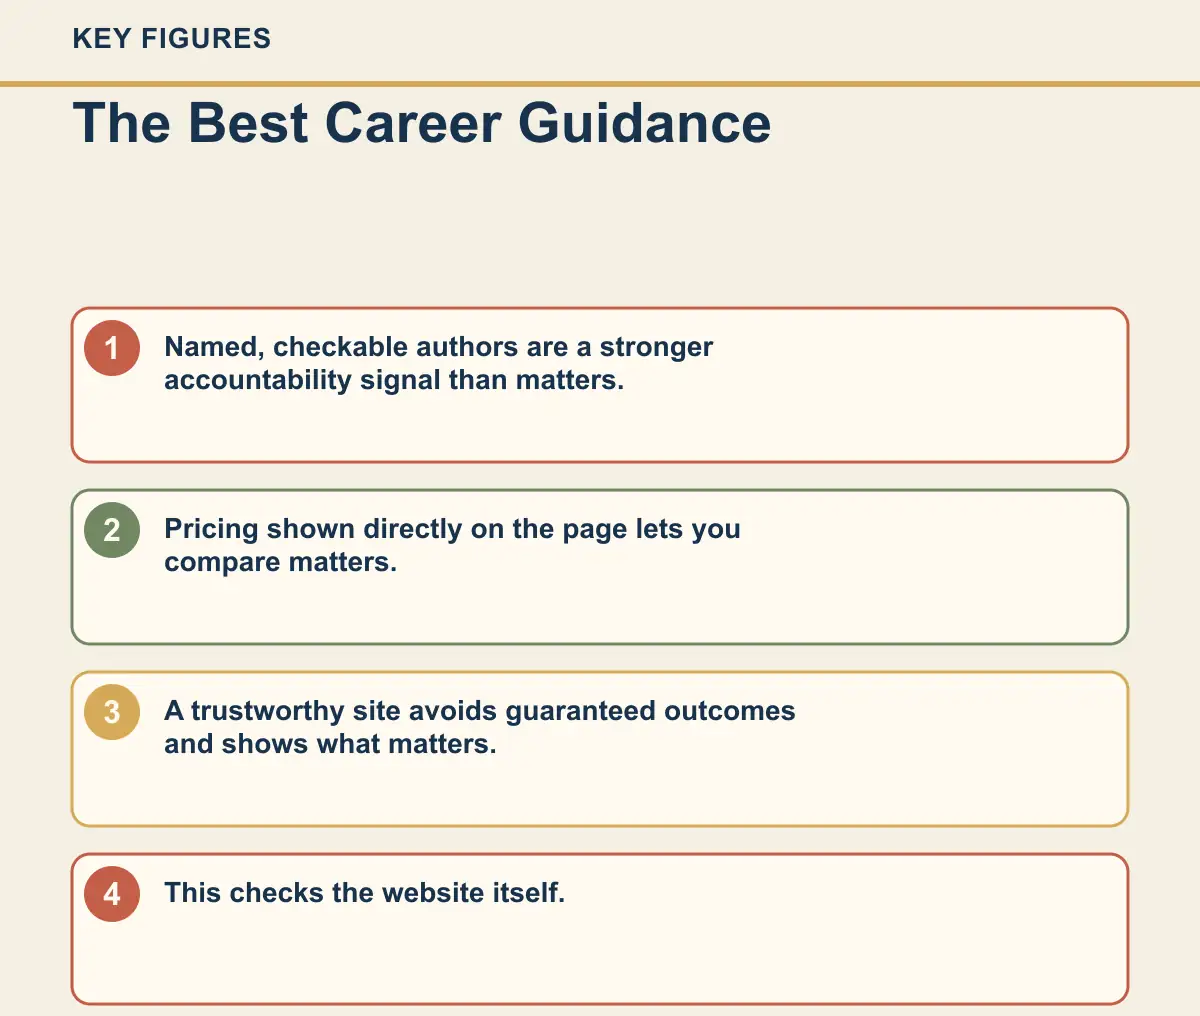 KEY FIGURES
The Best Career Guidance
1
Named, checkable authors are a stronger
accountability signal than matters.
2
Pricing shown directly on the page lets you
compare matters.
3
A trustworthy site avoids guaranteed outcomes
and shows what matters.
4
This checks the website itself.